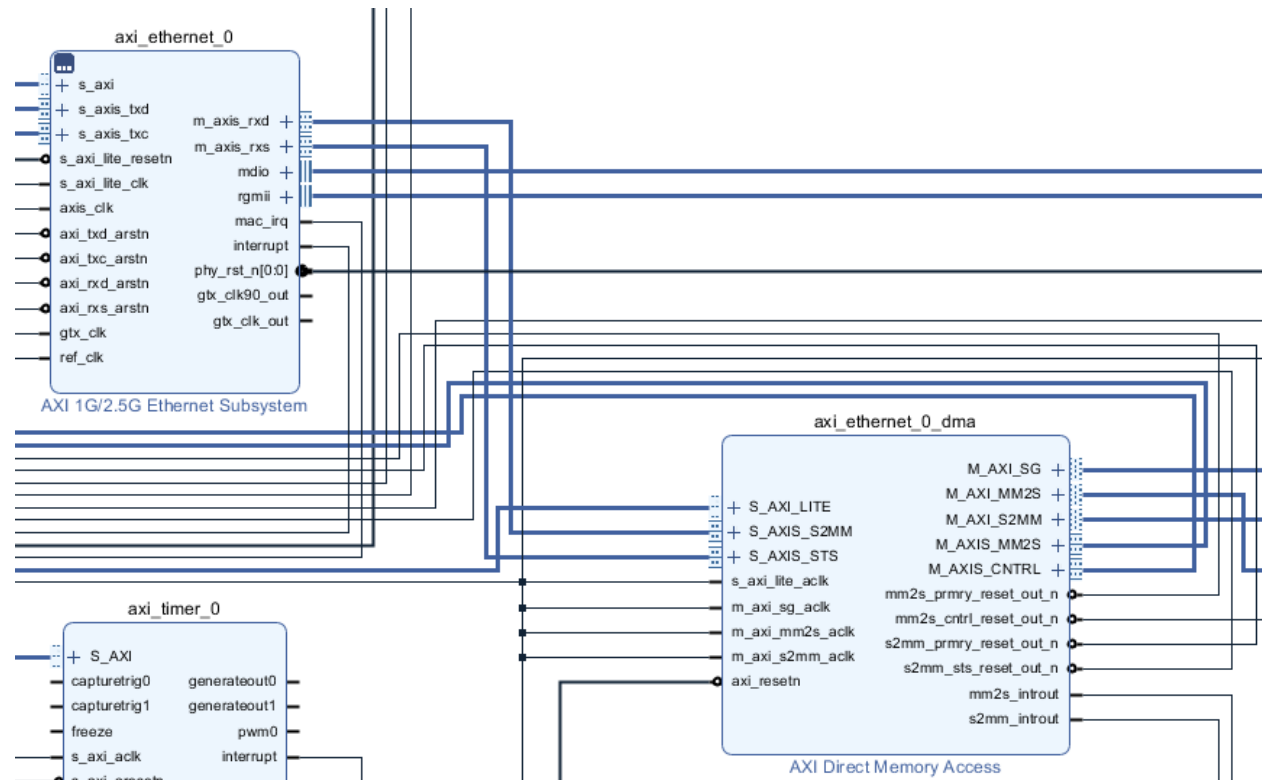 axi_ethernet_0
s_axi
s_axis_txd
s_axis_txc
s_axi_lite_resetn
s_axi_lite_clk
axis_clk
axi_txd_arstn
axi_txc_arstn
axi_rxd_arstn
axi_rxs_arstn
gtx_clk
ref_clk
m_axis_rxd
m_axis_rxs
mdio
rgmii
mac_irq
interrupt
phy_rst_n[0:0]
gtx_clk90_out
gtx_clk_out
AXI 1G/2.5G Ethernet Subsystem
axi_ethernet_0_dma
S_AXI_LITE
S_AXIS_S2MM
S_AXIS_STS
s_axi_lite_aclk
m_axi_sg_aclk
m_axi_mm2s_aclk
m_axi_s2mm_aclk
axi_resetn
M_AXI_SG
M_AXI_MM2S
M_AXI_S2MM
M_AXIS_MM2S
M_AXIS_CNTRL
mm2s_prmry_reset_out_n
mm2s_cntrl_reset_out_n
s2mm_prmry_reset_out_n
s2mm_sts_reset_out_n
mm2s_introut
s2mm_introut
AXI Direct Memory Access
axi_timer_0
S_AXI
capturetrig0
capturetrig1
freeze
s_axi_aclk
generateout0
generateout1
pwm0
interrupt